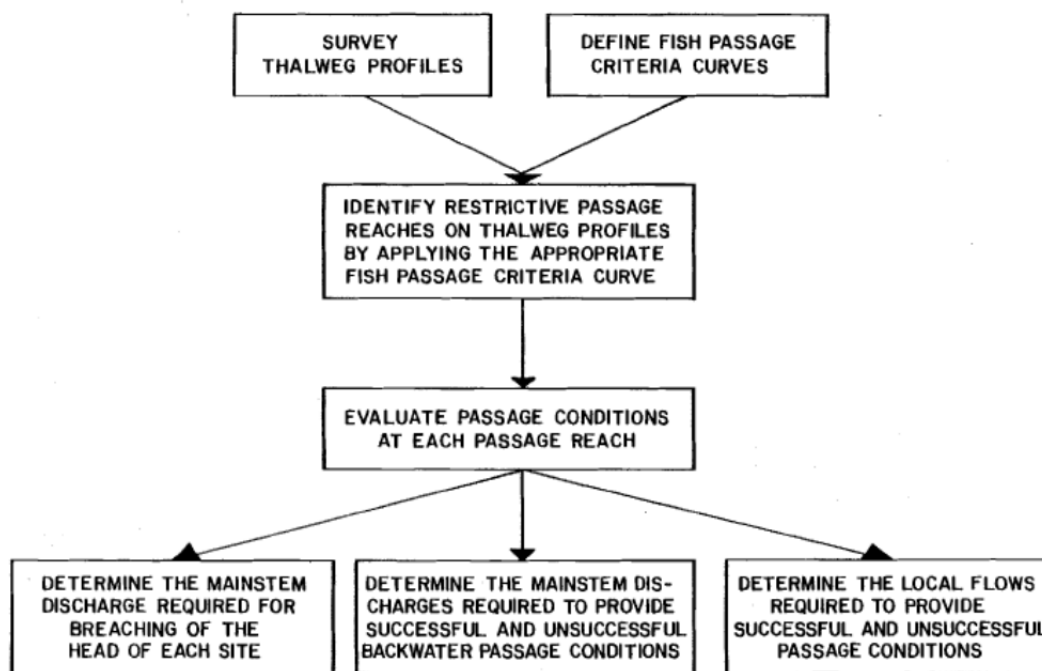 SURVEY
THALWEG PROFILES
DEFINE FISH PASSAGE
CRITERIA CURVES
IDENTIFY RESTRICTIVE PASSAGE
REACHES ON THALWEG PROFILES
BY APPLYING THE APPROPRIATE
FISH PASSAGE CRITERIA CURVE
EVALUATE PASSAGE CONDITIONS
AT EACH PASSAGE REACH
DETERMINE THE MAINSTEM
DISCHARGE REQUIRED FOR
BREACHING OF THE
HEAD OF EACH SITE
DETERMINE THE MAINSTEM DIS-
CHARGES REQUIRED TO PROVIDE
SUCCESSFUL AND UNSUCCESSFUL
BACKWATER PASSAGE CONDITIONS
DETERMINE THE LOCAL FLOWS
REQUIRED TO PROVIDE
SUCCESSFUL AND UNSUCCESSFUL
PASSAGE CONDITIONS